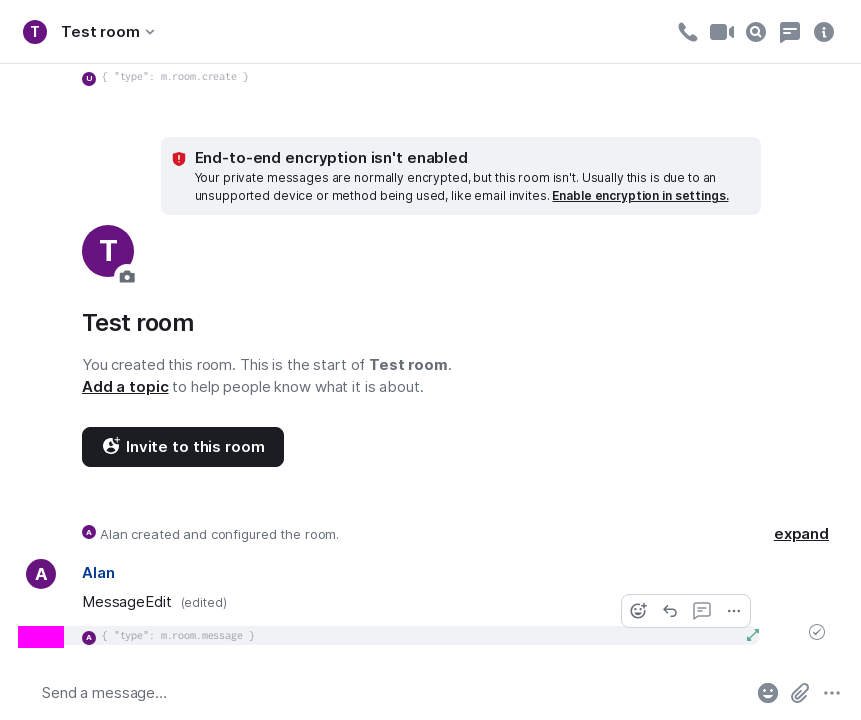 T Test room
U { "type": m.room.create }
End-to-end encryption isn't enabled
Your private messages are normally encrypted, but this room isn't. Usually this is due to an
unsupported device or method being used, like email invites. Enable encryption in settings.
T
Test room
You created this room. This is the start of Test room.
Add a topic to help people know what it is about.
Invite to this room
A Alan created and configured the room. expand
A Alan
MessageEdit (edited)
A { "type": m.room.message }
Send a message…